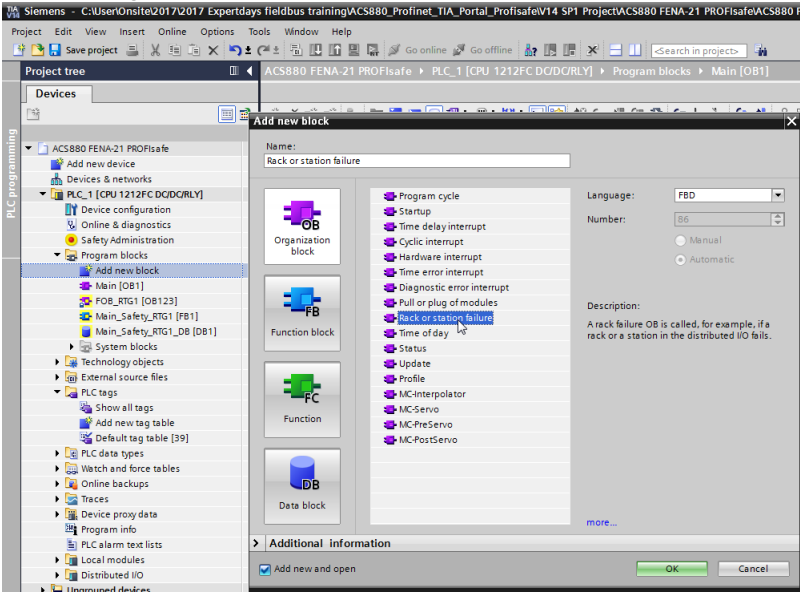 Siemens - C:\User\Onsite\2017\2017 Expertdays fieldbus training\ACS880_Profinet_TIA_Portal_Profisafe\V14 SP1 Project\ACS880 FENA-21 PROFIsafe\ACS880 F
Project Edit View Insert Online Options Tools Window Help
Save project Go online Go offline <Search in project>
Project tree
ACS880 FENA-21 PROFIsafe PLC_1 [CPU 1212FC DC/DC/RLY] Program blocks Main [OB1]
Devices
PLC programming
ACS880 FENA-21 PROFIsafe
Add new device
Devices & networks
PLC_1 [CPU 1212FC DC/DC/RLY]
Device configuration
Online & diagnostics
Safety Administration
Program blocks
Add new block
Main [OB1]
FOB_RTG1 [OB123]
Main_Safety_RTG1 [FB1]
Main_Safety_RTG1_DB [DB1]
System blocks
Technology objects
External source files
PLC tags
Show all tags
Add new tag table
Default tag table [39]
PLC data types
Watch and force tables
Online backups
Traces
Device proxy data
Program info
PLC alarm text lists
Local modules
Distributed I/O
Ungrouped devices
Add new block
Name:
Rack or station failure
OB
Organization
block
FB
Function block
FC
Function
DB
Data block
Program cycle
Startup
Time delay interrupt
Cyclic interrupt
Hardware interrupt
Time error interrupt
Diagnostic error interrupt
Pull or plug of modules
Rack or station failure
Time of day
Status
Update
Profile
MC-Interpolator
MC-Servo
MC-PreServo
MC-PostServo
Language: FBD
Number: 86
Manual
Automatic
Description:
A rack failure OB is called, for example, if a
rack or a station in the distributed I/O fails.
more...
Additional information
Add new and open
OK Cancel